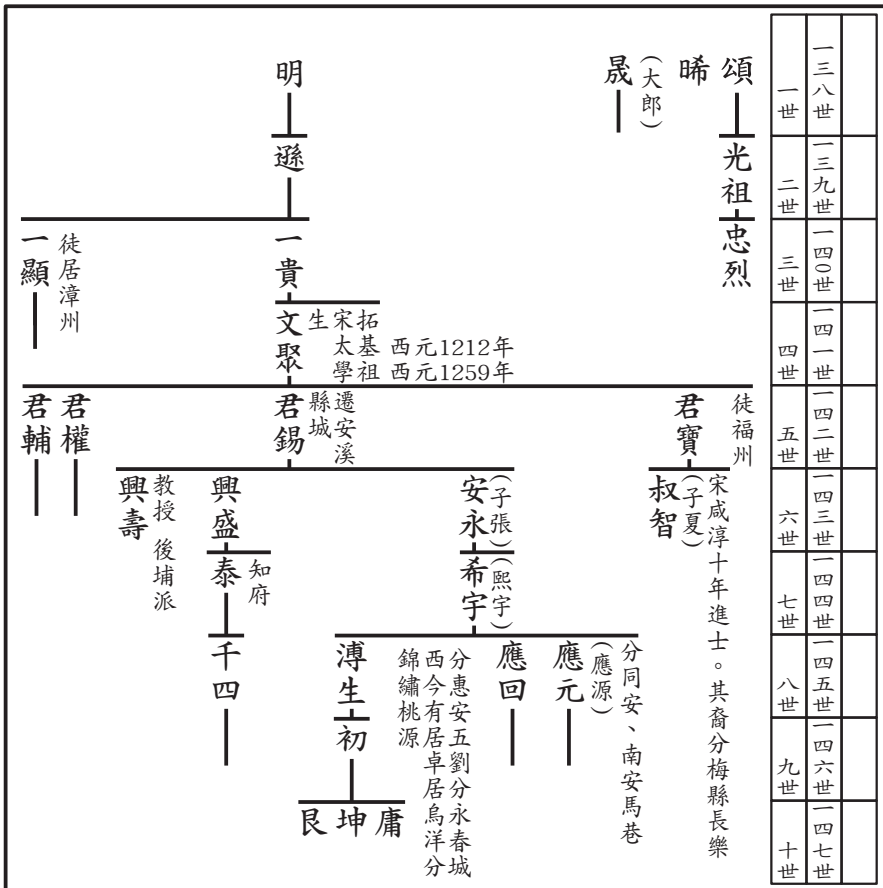 一三八世
一世
一三九世
二世
一四〇世
三世
一四一世
四世
一四二世
五世
一四三世
六世
一四四世
七世
一四五世
八世
一四六世
九世
一四七世
十世
頌
晞
晟
(大郎)
明
光祖
遜
忠烈
一貴
一顯
徒居漳州
文聚
拓基祖
宋太學
生
西元1212年
西元1259年
君寶
徒福州
君錫
遷安溪
縣城
君權
君輔
叔智
(子夏)
宋咸淳十年進士。其裔分梅縣長樂
安永
(子張)
興盛
興壽
教授 後埔派
希宇
(熙宇)
泰
知府
應元
(應源)
分同安、南安馬巷
應回
溥生
分惠安五劉分永春城
西今有居卓居烏洋分
錦繡桃源
千四
初
庸
坤
艮